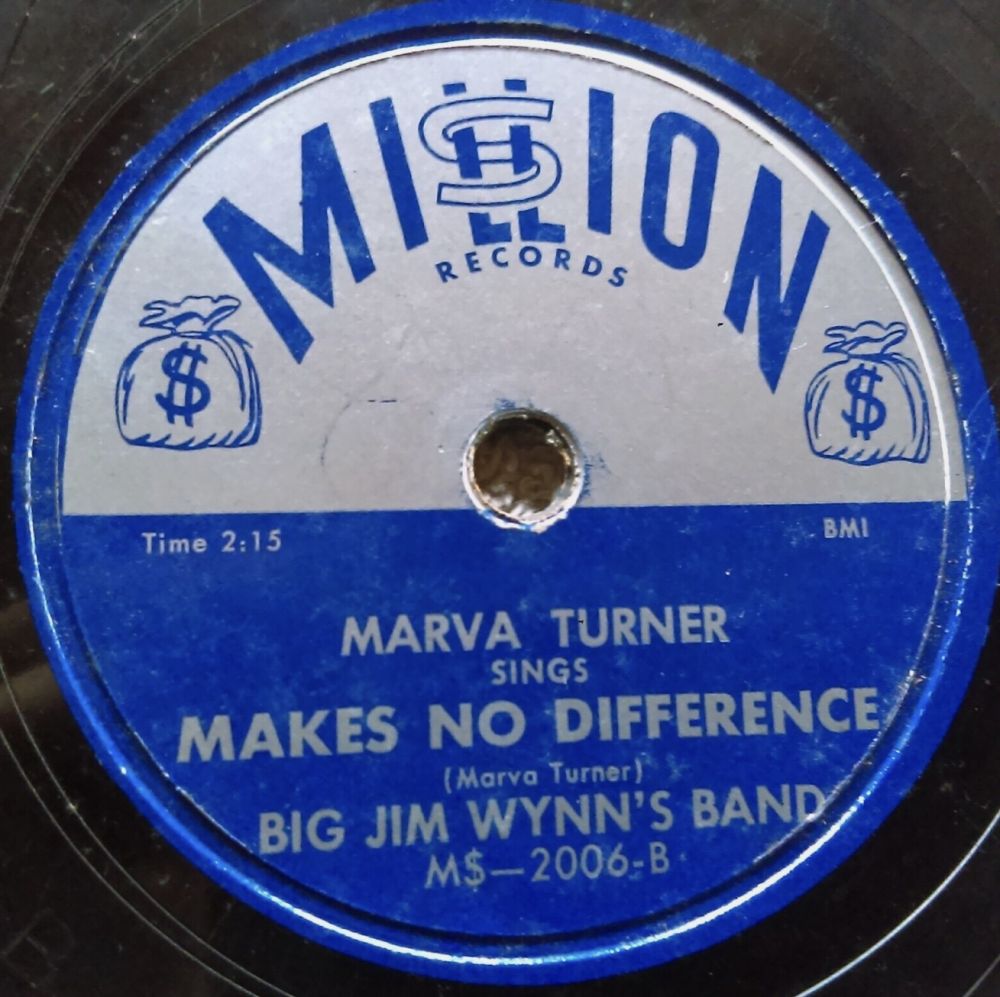 MILLION
RECORDS
$ $
Time 2:15 BMI
MARVA TURNER
SINGS
MAKES NO DIFFERENCE
(Marva Turner)
BIG JIM WYNN'S BAND
M$—2006-B